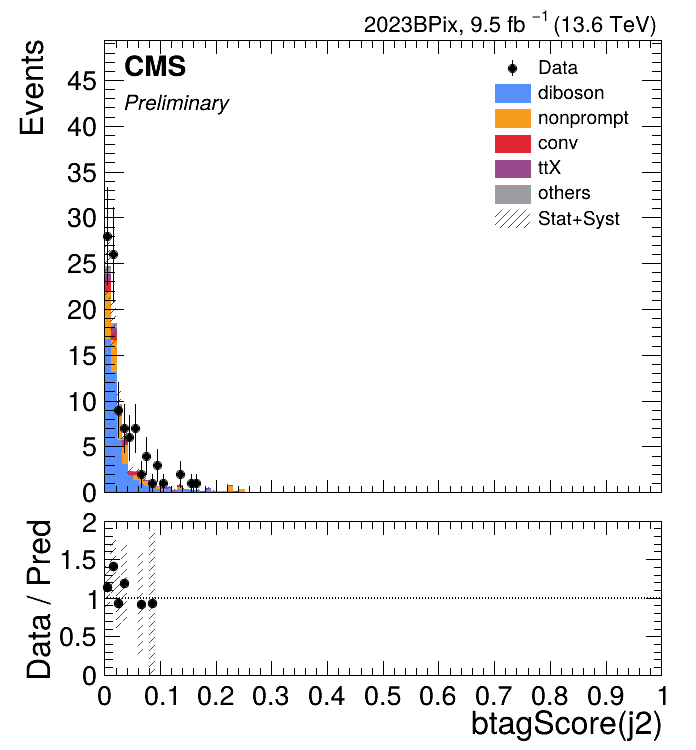 2023BPix, 9.5 fb⁻¹ (13.6 TeV)
CMS
Preliminary
Events
45
40
35
30
25
20
15
10
5
0
Data
diboson
nonprompt
conv
ttX
others
Stat+Syst
Data / Pred
2
1.5
1
0.5
0
0 0.1 0.2 0.3 0.4 0.5 0.6 0.7 0.8 0.9 1
btagScore(j2)